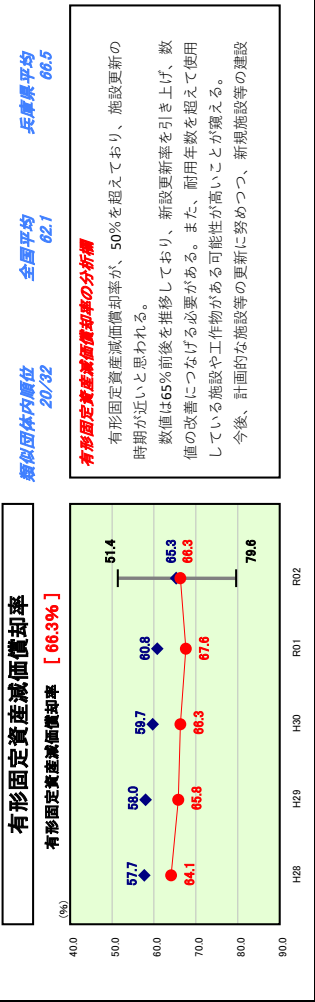 有形固定資産減価償却率
有形固定資産減価償却率 [ 66.3% ]
類似団体内順位
20/32
全国平均
62.1
兵庫県平均
66.5
(%)
40.0
50.0
60.0
70.0
80.0
90.0
57.7
58.0
59.7
60.8
65.3
64.1
65.8
66.3
67.6
66.3
51.4
79.6
H28
H29
H30
R01
R02
有形固定資産減価償却率の分析欄
有形固定資産減価償却率が、50％を超えており、施設更新の
時期が近いと思われる。
数値は65％前後を推移しており、新設更新率を引き上げ、数
値の改善につなげる必要がある。また、耐用年数を超えて使用
している施設や工作物がある可能性が高いことが窺える。
今後、計画的な施設等の更新に努めつつ、新規施設等の建設